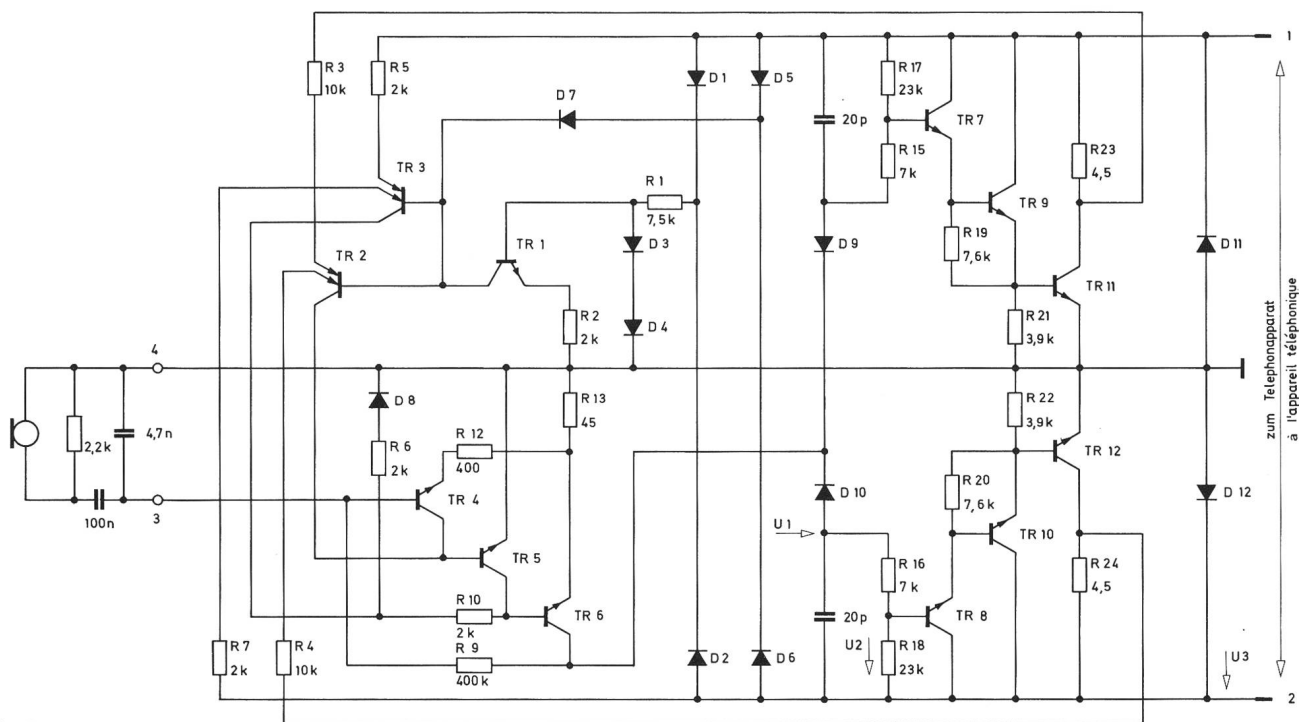 R 3
10k
R 5
2k
D 7
D 1
D 5
20p
R 17
23k
R 15
7k
TR 7
R 23
4,5
1
TR 3
R 1
7,5k
TR 9
R 19
7,6k
D 9
D 11
TR 2
TR 1
D 3
D 4
R 2
2k
TR 11
R 21
3,9k
4
zum Telephonapparat
à l'appareil téléphonique
D 8
R 13
45
R 22
3,9k
2,2k
4,7n
R 6
2k
R 12
400
TR 4
TR 12
R 20
7,6k
D 10
D 12
100n
3
U 1
TR 5
TR 10
R 16
7k
R 24
4,5
R 10
2k
TR 6
20p
TR 8
R 7
2k
R 4
10k
R 9
400k
D 2
D 6
U 2
R 18
23k
U 3
2